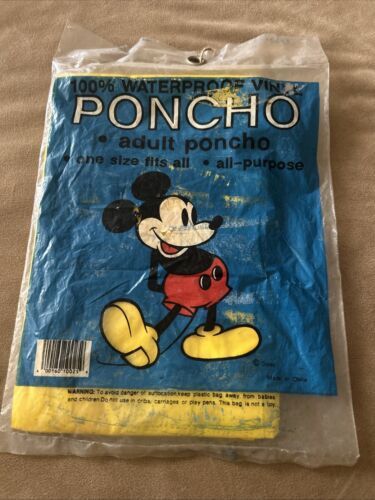 100% WATERPROOF VINYL
PONCHO
• adult poncho
• one size fits all • all-purpose
© Disney
Made in China
WARNING: To avoid danger of suffocation,keep plastic bag away from babies
and children.Do not use in cribs, carriages or play pens. This bag is not a toy.